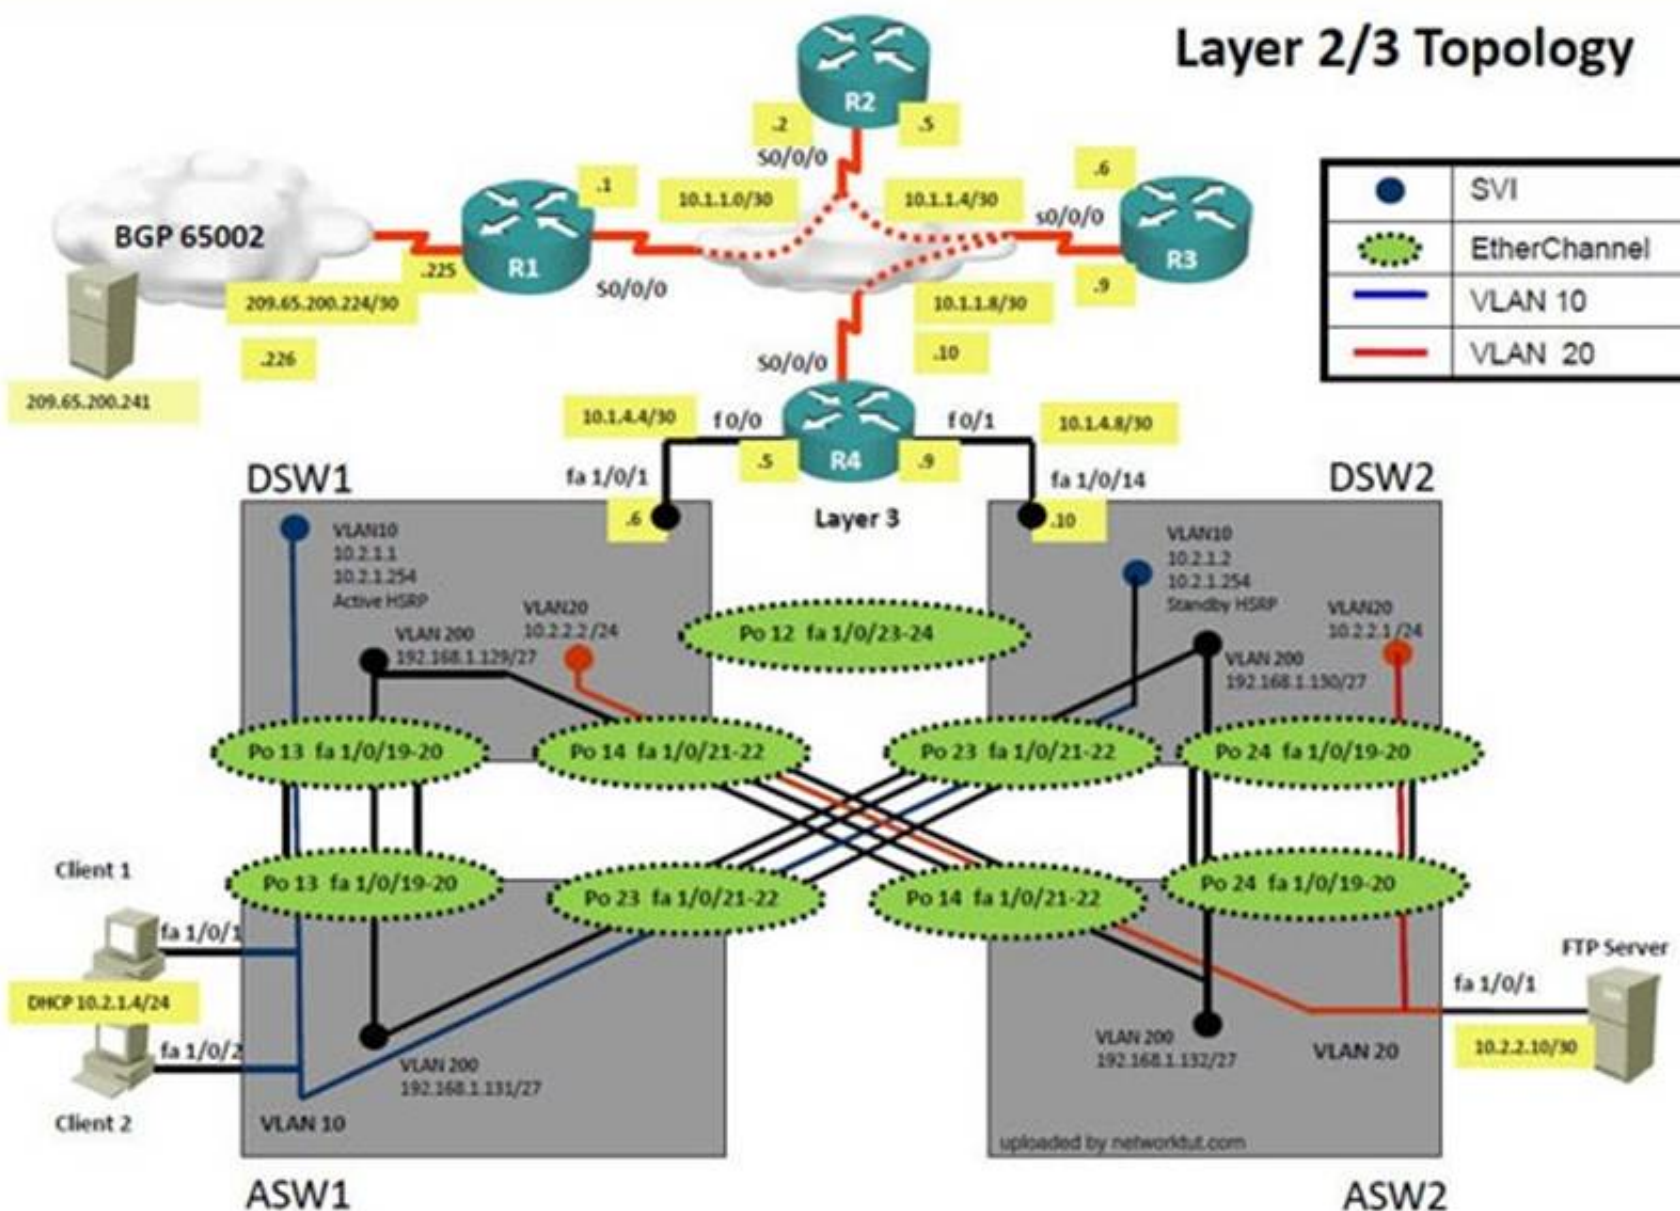 Layer 2/3 Topology
R2
.2
.5
S0/0/0
.1
10.1.1.0/30
10.1.1.4/30
.6
s0/0/0
R3
.9
BGP 65002
.225
R1
S0/0/0
209.65.200.224/30
.226
209.65.200.241
10.1.1.8/30
.10
S0/0/0
SVI
EtherChannel
VLAN 10
VLAN 20
10.1.4.4/30
f 0/0
f 0/1
10.1.4.8/30
.5
R4
.9
fa 1/0/1
fa 1/0/14
.6
Layer 3
.10
DSW1
DSW2
VLAN10
10.2.1.1
10.2.1.254
Active HSRP
VLAN 200
192.168.1.129/27
VLAN20
10.2.2.2/24
Po 12 fa 1/0/23-24
VLAN10
10.2.1.2
10.2.1.254
Standby HSRP
VLAN20
10.2.2.1/24
VLAN 200
192.168.1.130/27
Po 13 fa 1/0/19-20
Po 14 fa 1/0/21-22
Po 23 fa 1/0/21-22
Po 24 fa 1/0/19-20
Po 13 fa 1/0/19-20
Po 23 fa 1/0/21-22
Po 14 fa 1/0/21-22
Po 24 fa 1/0/19-20
Client 1
fa 1/0/1
DHCP 10.2.1.4/24
fa 1/0/2
Client 2
VLAN 200
192.168.1.131/27
VLAN 10
VLAN 200
192.168.1.132/27
VLAN 20
FTP Server
fa 1/0/1
10.2.2.10/30
uploaded by networktut.com
ASW1
ASW2